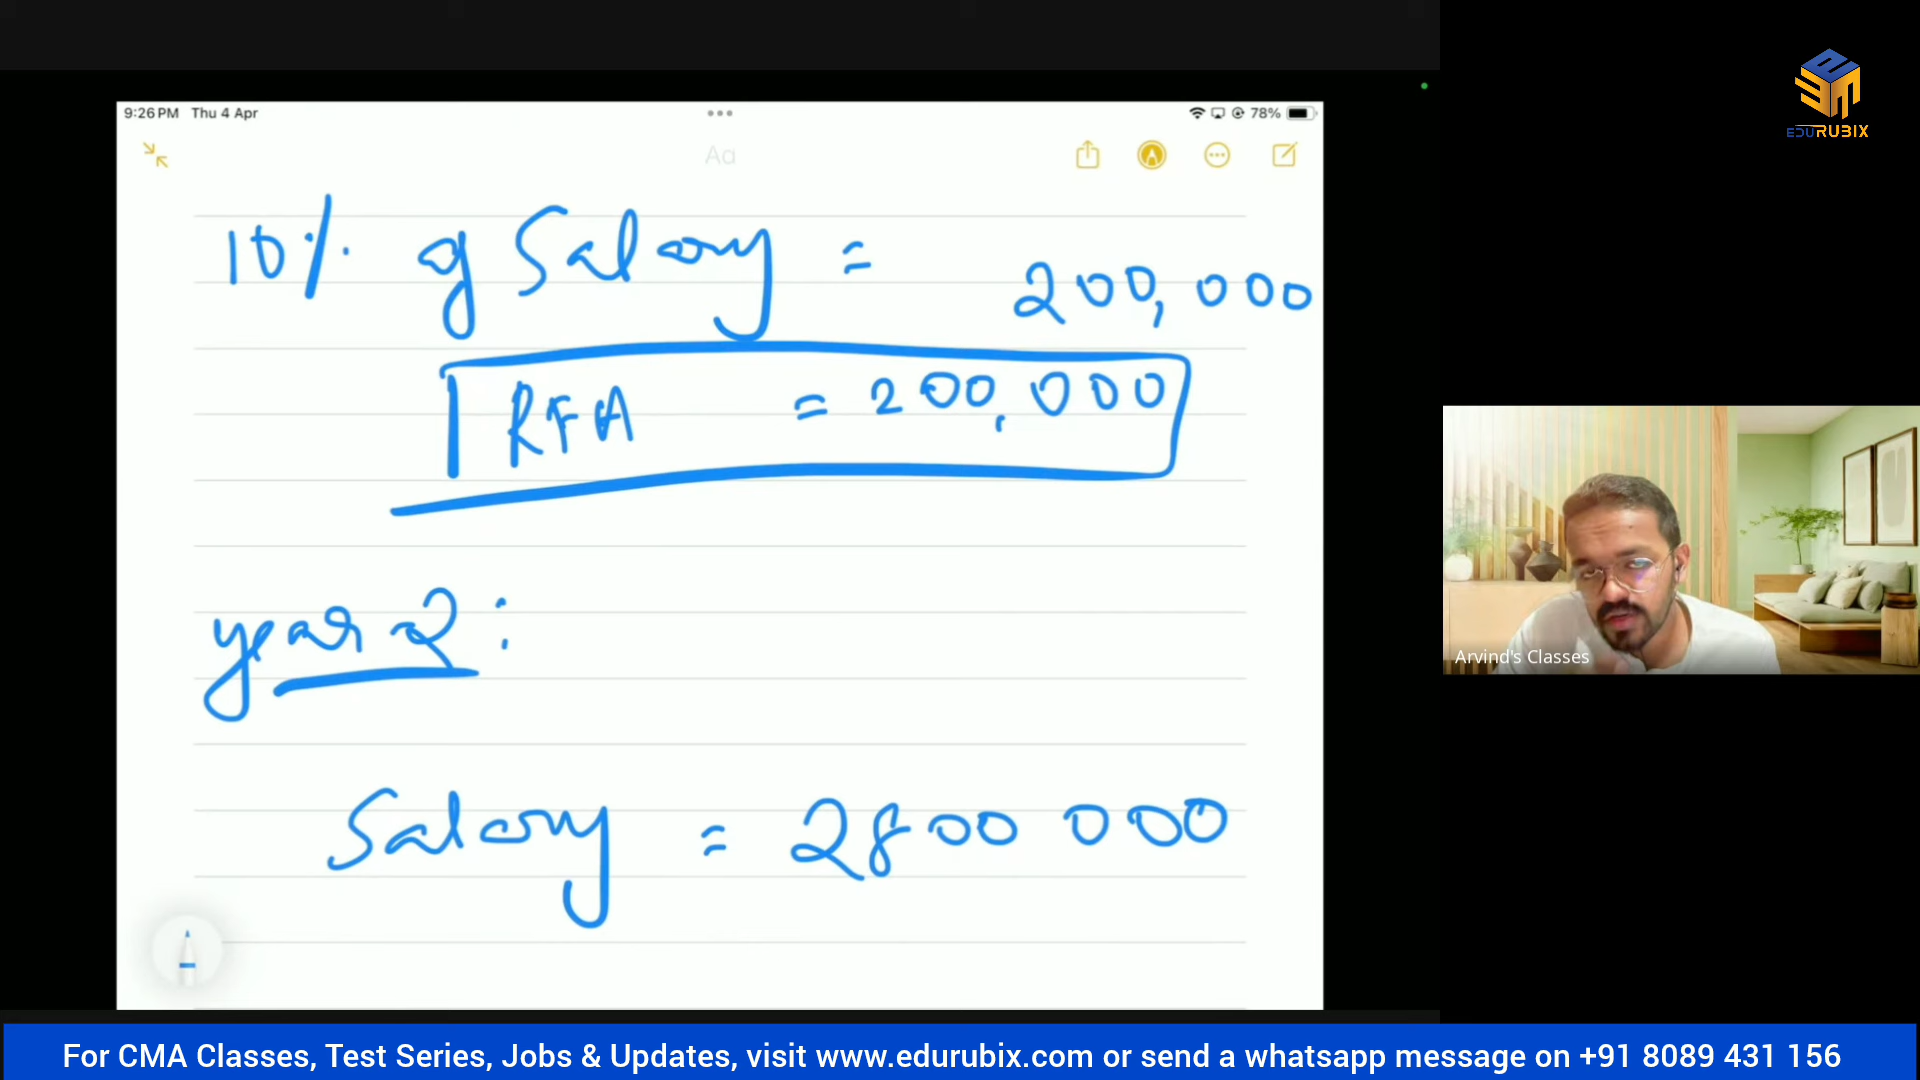 9:26 PM Thu 4 Apr
78%
Aa
EDURUBIX
10% of Salary =
200,000
RFA = 200,000
year 2 :
Salary = 2800 000
Arvind's Classes
For CMA Classes, Test Series, Jobs & Updates, visit www.edurubix.com or send a whatsapp message on +91 8089 431 156